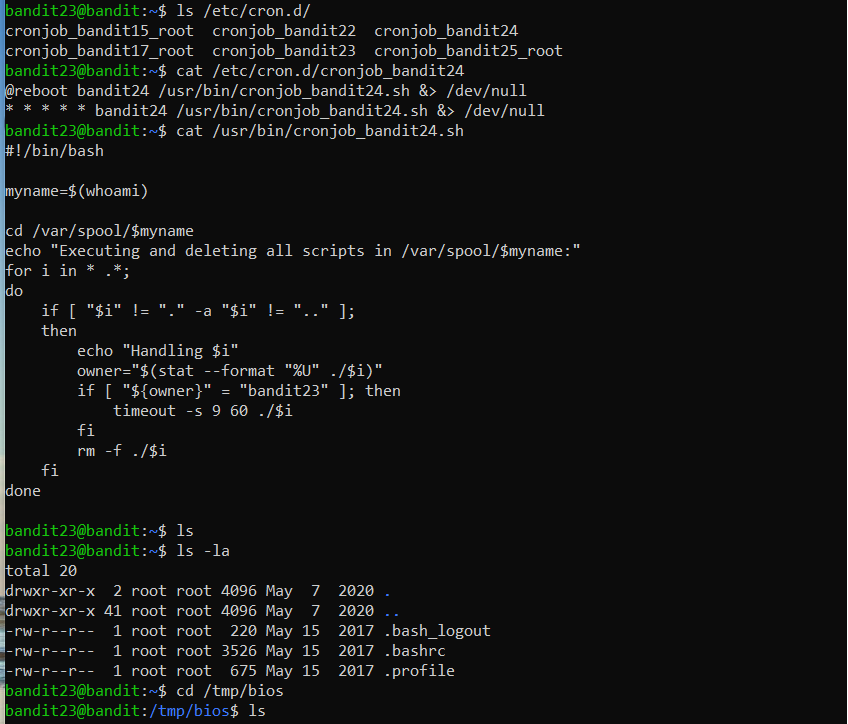 bandit23@bandit:~$ ls /etc/cron.d/
cronjob_bandit15_root  cronjob_bandit22  cronjob_bandit24
cronjob_bandit17_root  cronjob_bandit23  cronjob_bandit25_root
bandit23@bandit:~$ cat /etc/cron.d/cronjob_bandit24
@reboot bandit24 /usr/bin/cronjob_bandit24.sh &> /dev/null
* * * * * bandit24 /usr/bin/cronjob_bandit24.sh &> /dev/null
bandit23@bandit:~$ cat /usr/bin/cronjob_bandit24.sh
#!/bin/bash

myname=$(whoami)

cd /var/spool/$myname
echo "Executing and deleting all scripts in /var/spool/$myname:"
for i in * .*;
do
    if [ "$i" != "." -a "$i" != ".." ];
    then
        echo "Handling $i"
        owner="$(stat --format "%U" ./$i)"
        if [ "${owner}" = "bandit23" ]; then
            timeout -s 9 60 ./$i
        fi
        rm -f ./$i
    fi
done

bandit23@bandit:~$ ls
bandit23@bandit:~$ ls -la
total 20
drwxr-xr-x  2 root root 4096 May  7  2020 .
drwxr-xr-x 41 root root 4096 May  7  2020 ..
-rw-r--r--  1 root root  220 May 15  2017 .bash_logout
-rw-r--r--  1 root root 3526 May 15  2017 .bashrc
-rw-r--r--  1 root root  675 May 15  2017 .profile
bandit23@bandit:~$ cd /tmp/bios
bandit23@bandit:/tmp/bios$ ls